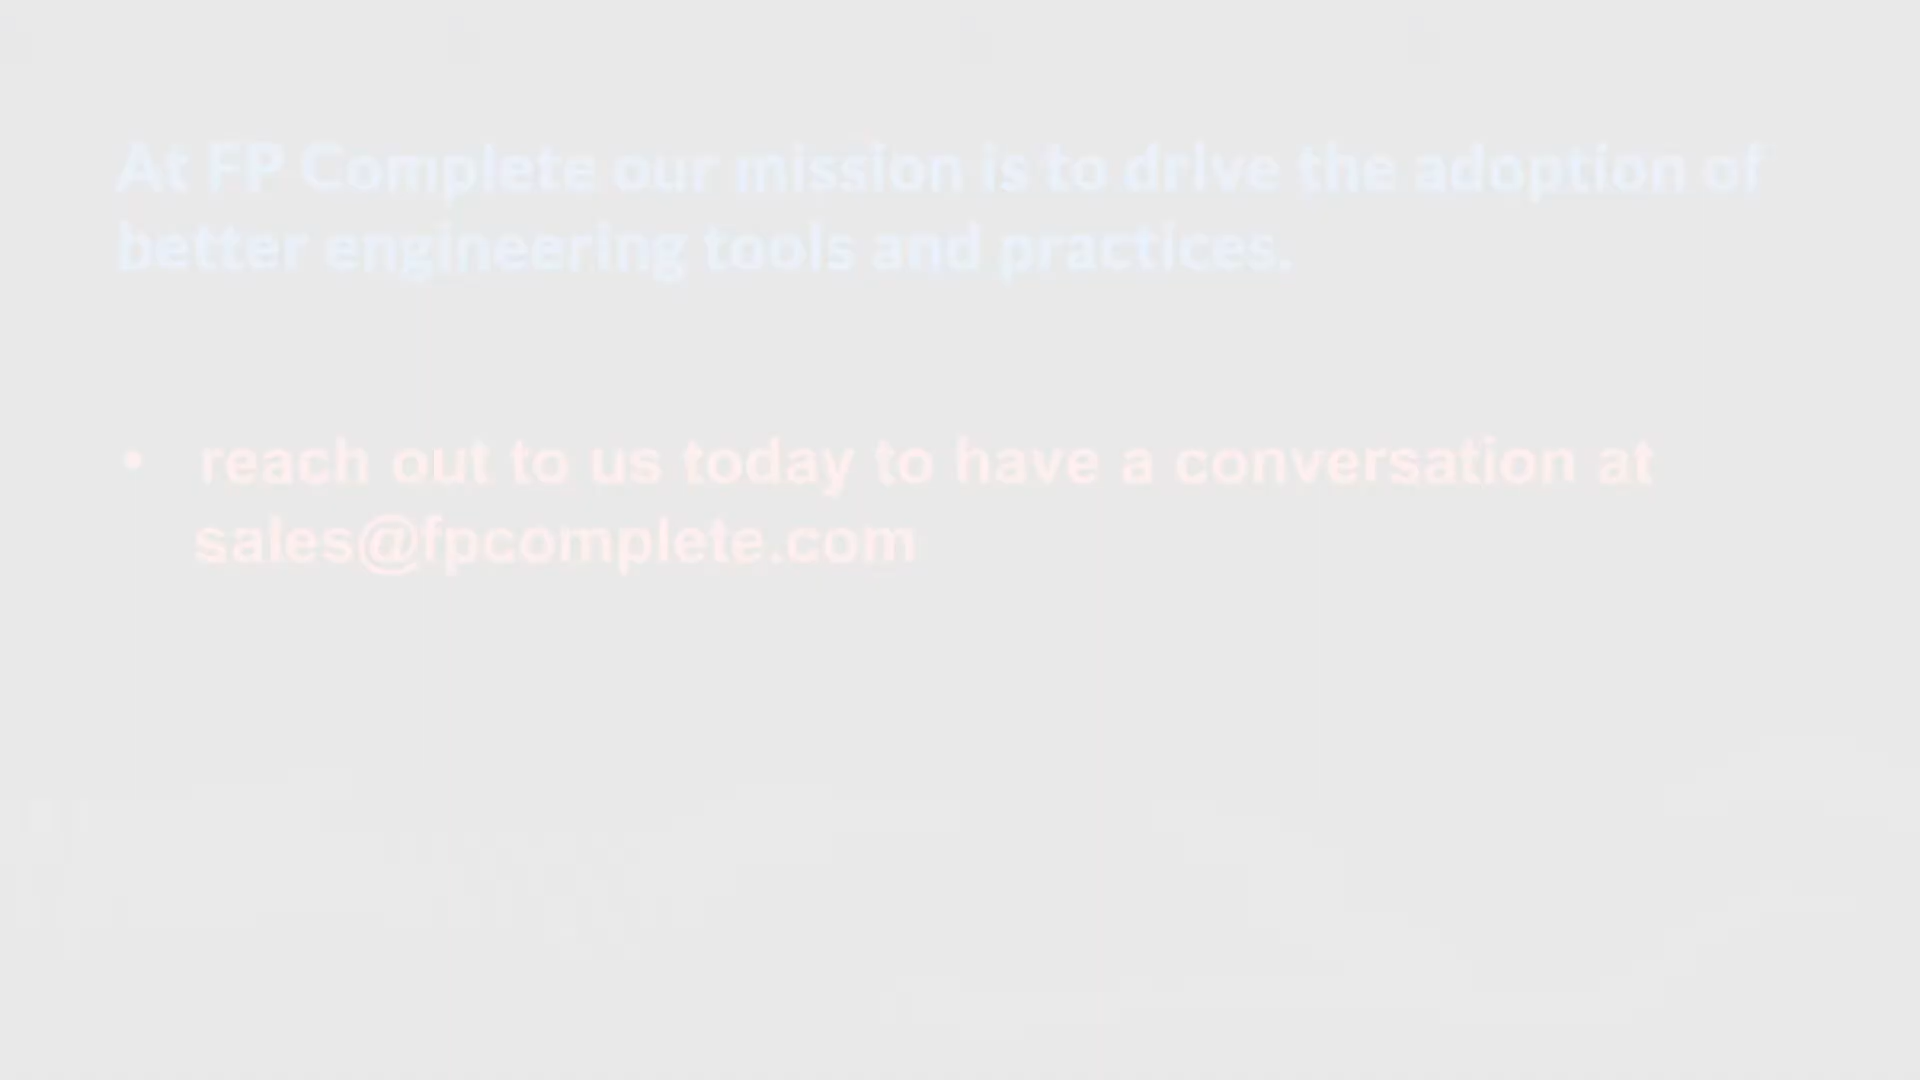 At FP Complete our mission is to drive the adoption of
better engineering tools and practices.
• reach out to us today to have a conversation at
sales@fpcomplete.com